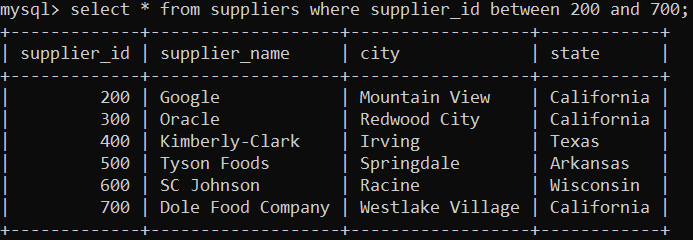 mysql> select * from suppliers where supplier_id between 200 and 700;
+-------------+-------------------+------------------+------------+
| supplier_id | supplier_name     | city             | state      |
+-------------+-------------------+------------------+------------+
|         200 | Google            | Mountain View    | California |
|         300 | Oracle            | Redwood City     | California |
|         400 | Kimberly-Clark    | Irving           | Texas      |
|         500 | Tyson Foods       | Springdale       | Arkansas   |
|         600 | SC Johnson        | Racine           | Wisconsin  |
|         700 | Dole Food Company | Westlake Village | California |
+-------------+-------------------+------------------+------------+